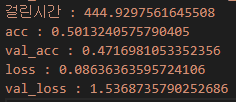 걸린시간 : 444.9297561645508
acc : 0.5013240575790405
val_acc : 0.4716981053352356
loss : 0.08636363595724106
val_loss : 1.5368735790252686